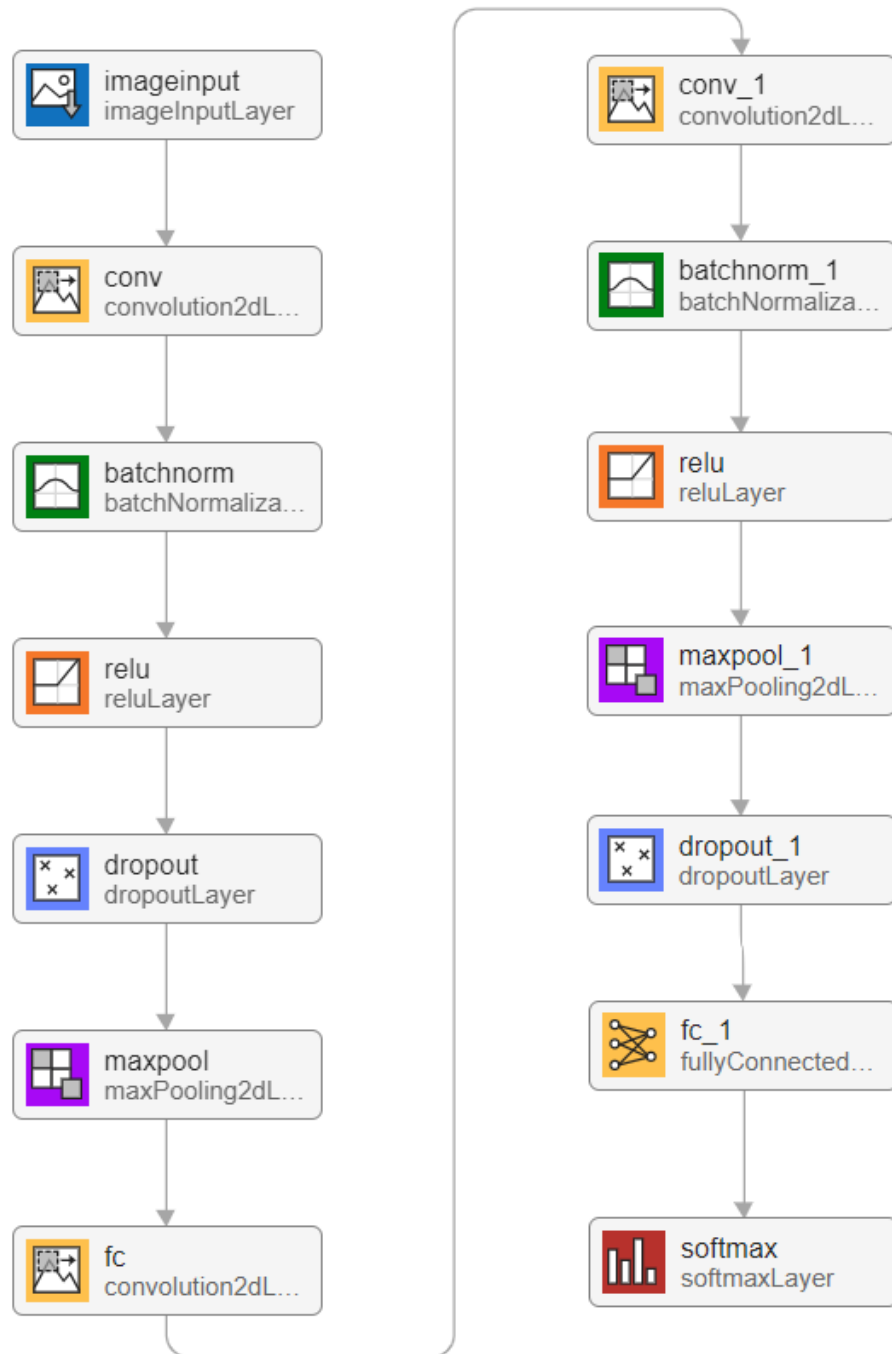 imageinput
imageInputLayer
conv
convolution2dL...
batchnorm
batchNormaliza...
relu
reluLayer
dropout
dropoutLayer
maxpool
maxPooling2dL...
fc
convolution2dL...
conv_1
convolution2dL...
batchnorm_1
batchNormaliza...
relu
reluLayer
maxpool_1
maxPooling2dL...
dropout_1
dropoutLayer
fc_1
fullyConnected...
softmax
softmaxLayer